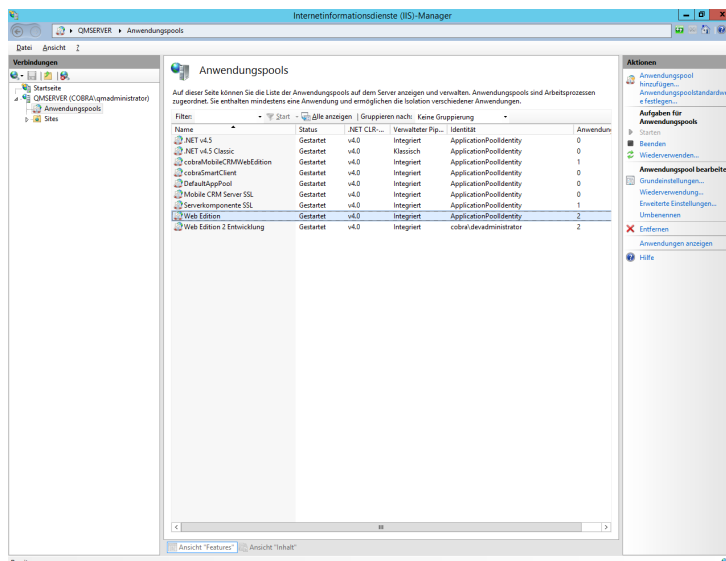 Internetinformationsdienste (IIS)-Manager
QMSERVER Anwendungspools
Datei Ansicht ?
Verbindungen
Startseite
QMSERVER (COBRA\qmadministrator)
Anwendungspools
Sites
Anwendungspools
Auf dieser Seite können Sie die Liste der Anwendungspools auf dem Server anzeigen und verwalten. Anwendungspools sind Arbeitsprozessen
zugeordnet. Sie enthalten mindestens eine Anwendung und ermöglichen die Isolation verschiedener Anwendungen.
Filter: Start Alle anzeigen Gruppieren nach: Keine Gruppierung
Name Status .NET CLR-... Verwalteter Pip... Identität Anwendung
.NET v4.5 Gestartet v4.0 Integriert ApplicationPoolIdentity 0
.NET v4.5 Classic Gestartet v4.0 Klassisch ApplicationPoolIdentity 0
cobraMobileCRMWebEdition Gestartet v4.0 Integriert ApplicationPoolIdentity 1
cobraSmartClient Gestartet v4.0 Integriert ApplicationPoolIdentity 0
DefaultAppPool Gestartet v4.0 Integriert ApplicationPoolIdentity 0
Mobile CRM Server SSL Gestartet v4.0 Integriert ApplicationPoolIdentity 0
Serverkomponente SSL Gestartet v4.0 Integriert ApplicationPoolIdentity 1
Web Edition Gestartet v4.0 Integriert ApplicationPoolIdentity 2
Web Edition 2 Entwicklung Gestartet v4.0 Integriert cobra\devadministrator 2
Ansicht "Features" Ansicht "Inhalt"
Aktionen
Anwendungspool
hinzufügen...
Anwendungspoolstandardwe
e festlegen...
Aufgaben für
Anwendungspools
Starten
Beenden
Wiederverwenden...
Anwendungspool bearbeite
Grundeinstellungen...
Wiederverwendung...
Erweiterte Einstellungen...
Umbenennen
Entfernen
Anwendungen anzeigen
Hilfe